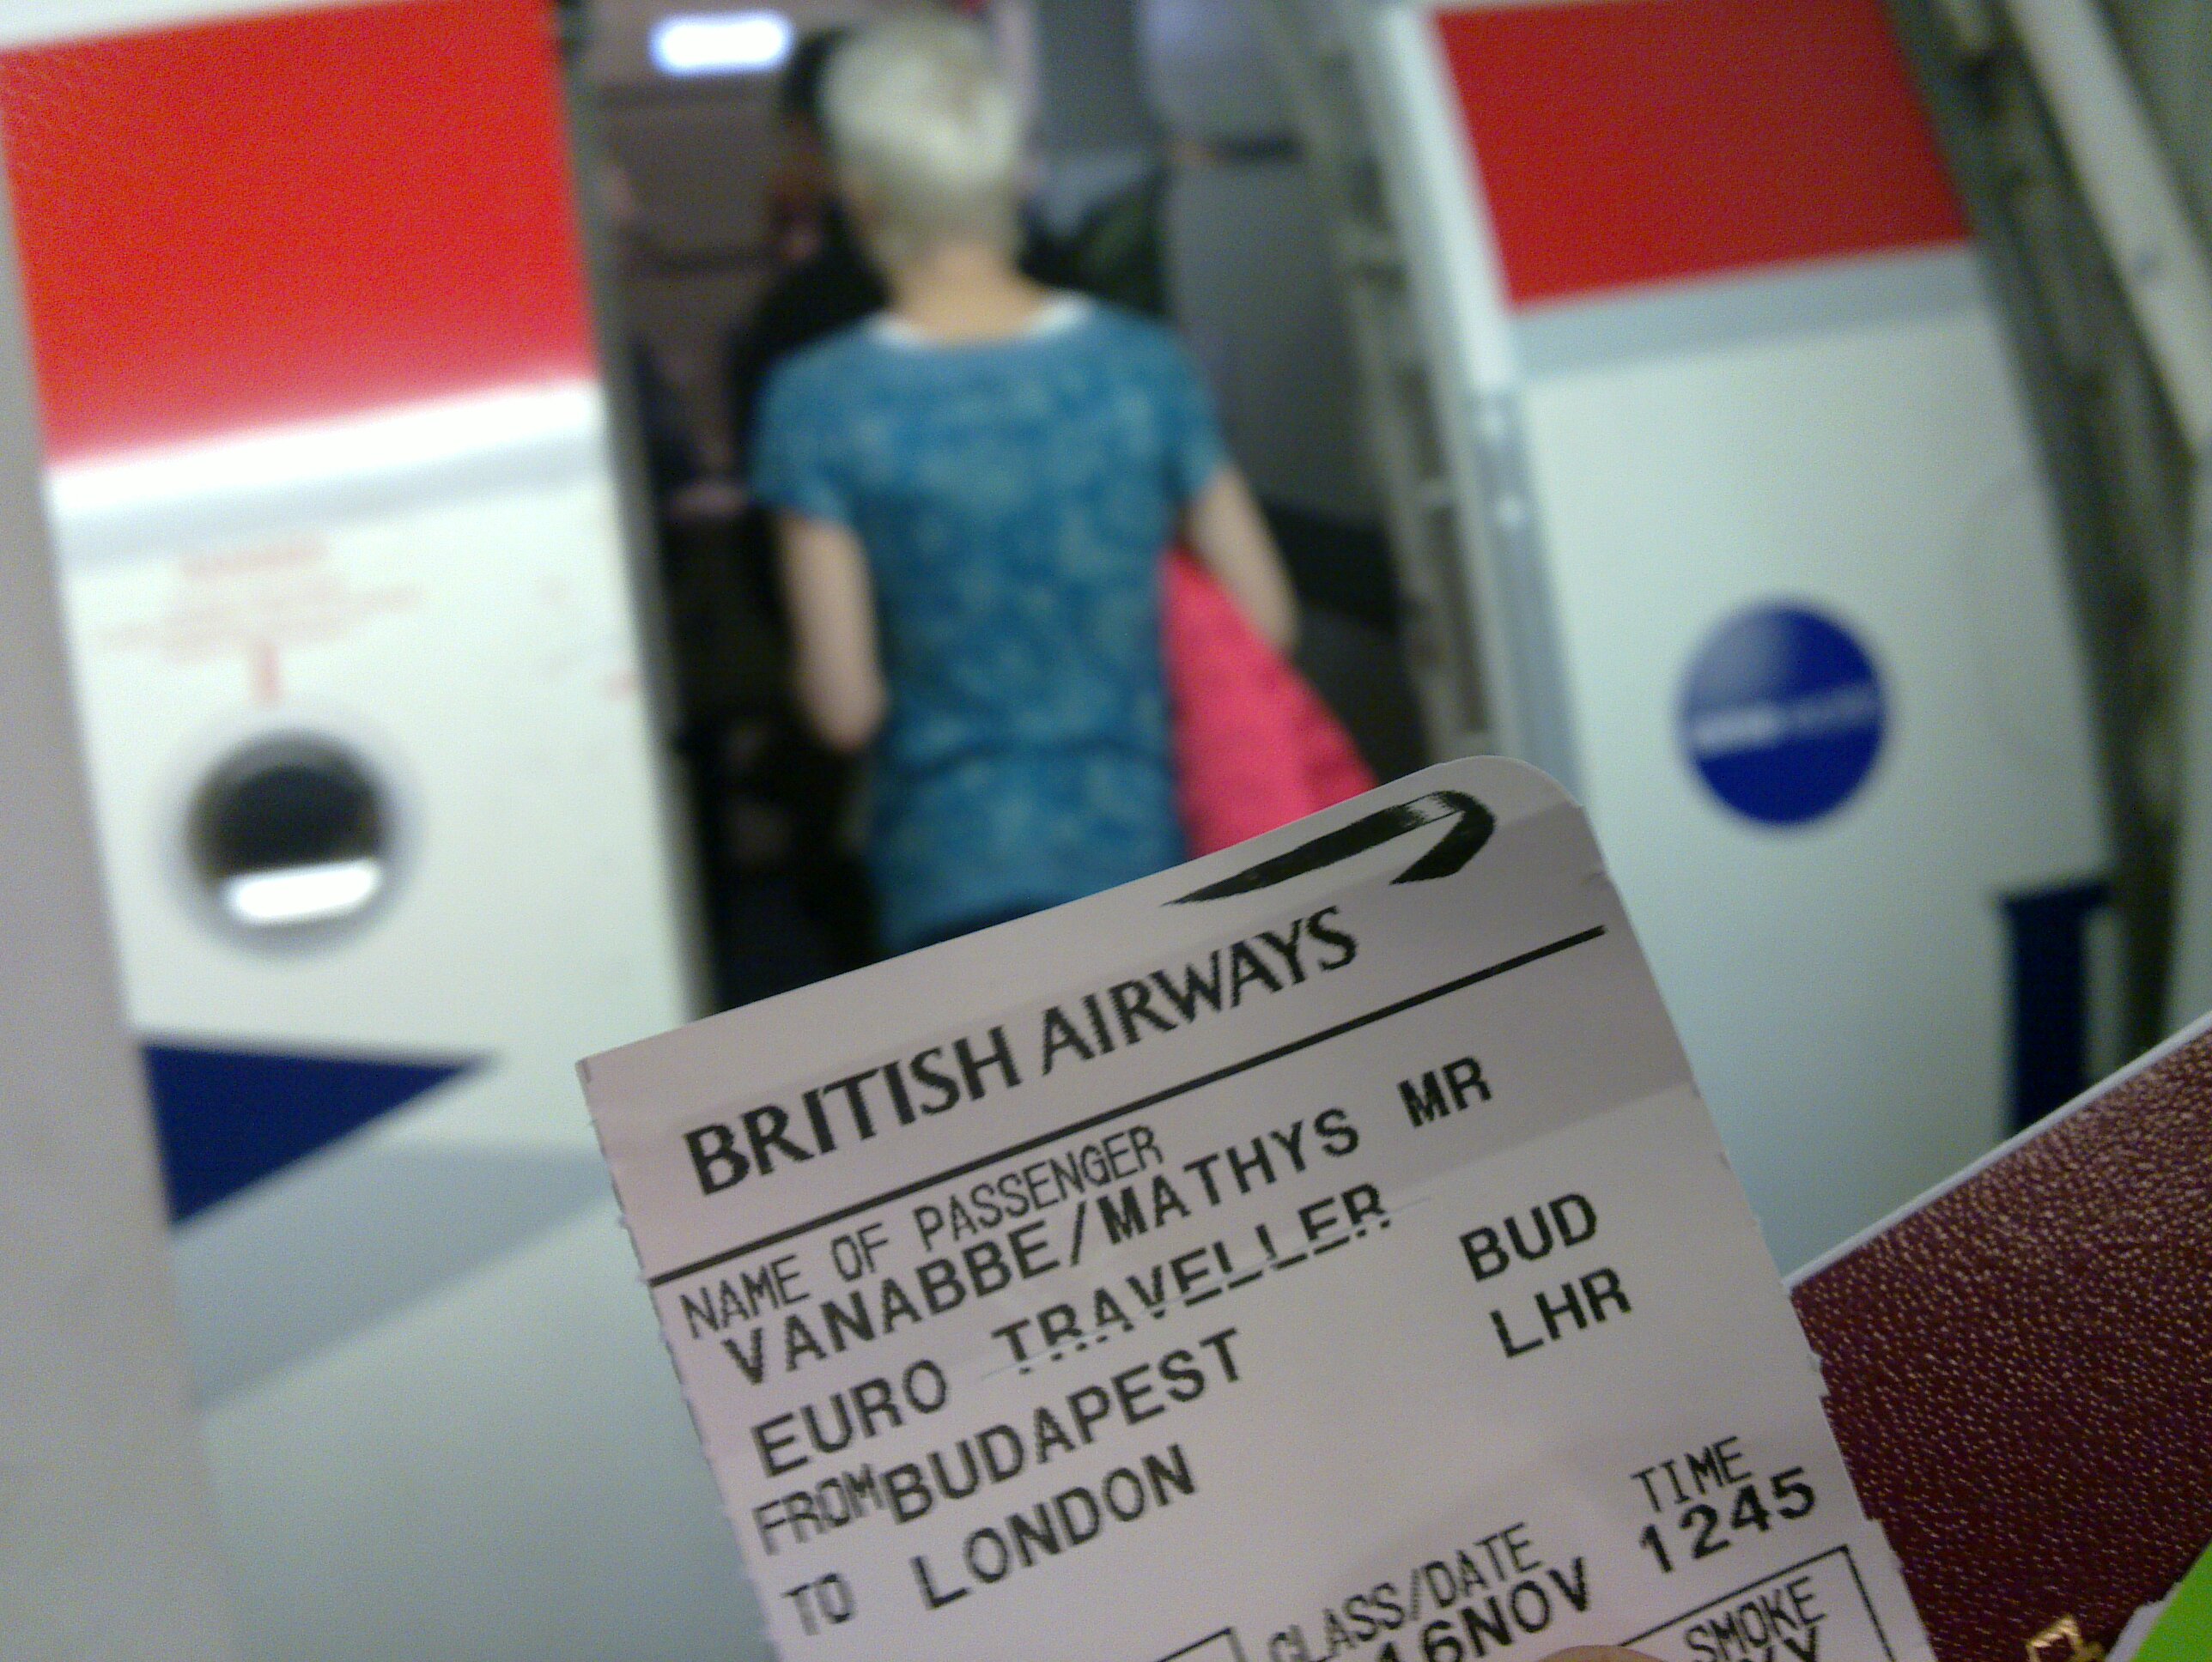 BRITISH AIRWAYS
NAME OF PASSENGER
VANABBE/MATHYS MR
EURO TRAVELLER
FROM BUDAPEST BUD
TO LONDON LHR
CLASS/DATE TIME
16NOV 1245
SMOKE